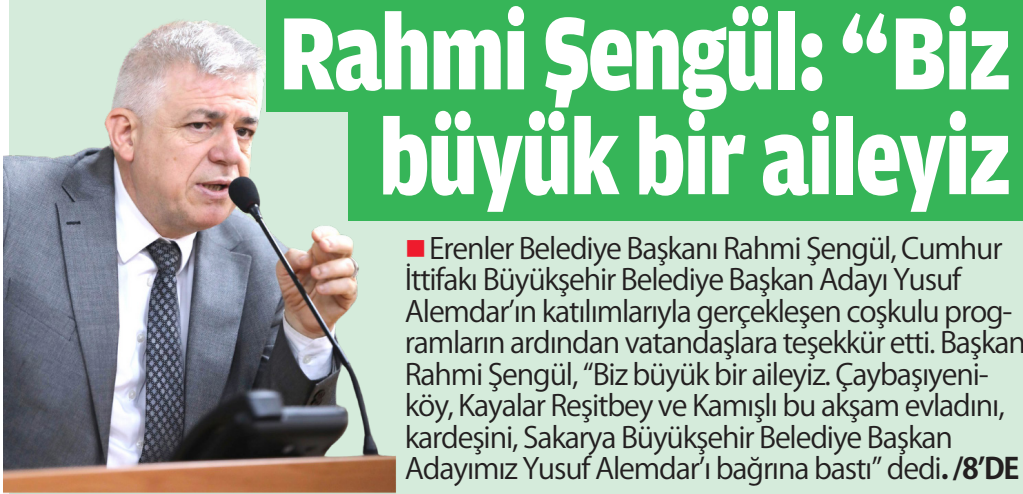 Rahmi Şengül: “Biz
büyük bir aileyiz
■ Erenler Belediye Başkanı Rahmi Şengül, Cumhur
İttifakı Büyükşehir Belediye Başkan Adayı Yusuf
Alemdar’ın katılımlarıyla gerçekleşen coşkulu prog-
ramların ardından vatandaşlara teşekkür etti. Başkan
Rahmi Şengül, “Biz büyük bir aileyiz. Çaybaşıyeni-
köy, Kayalar Reşitbey ve Kamışlı bu akşam evladını,
kardeşini, Sakarya Büyükşehir Belediye Başkan
Adayımız Yusuf Alemdar’ı bağrına bastı” dedi. /8’DE